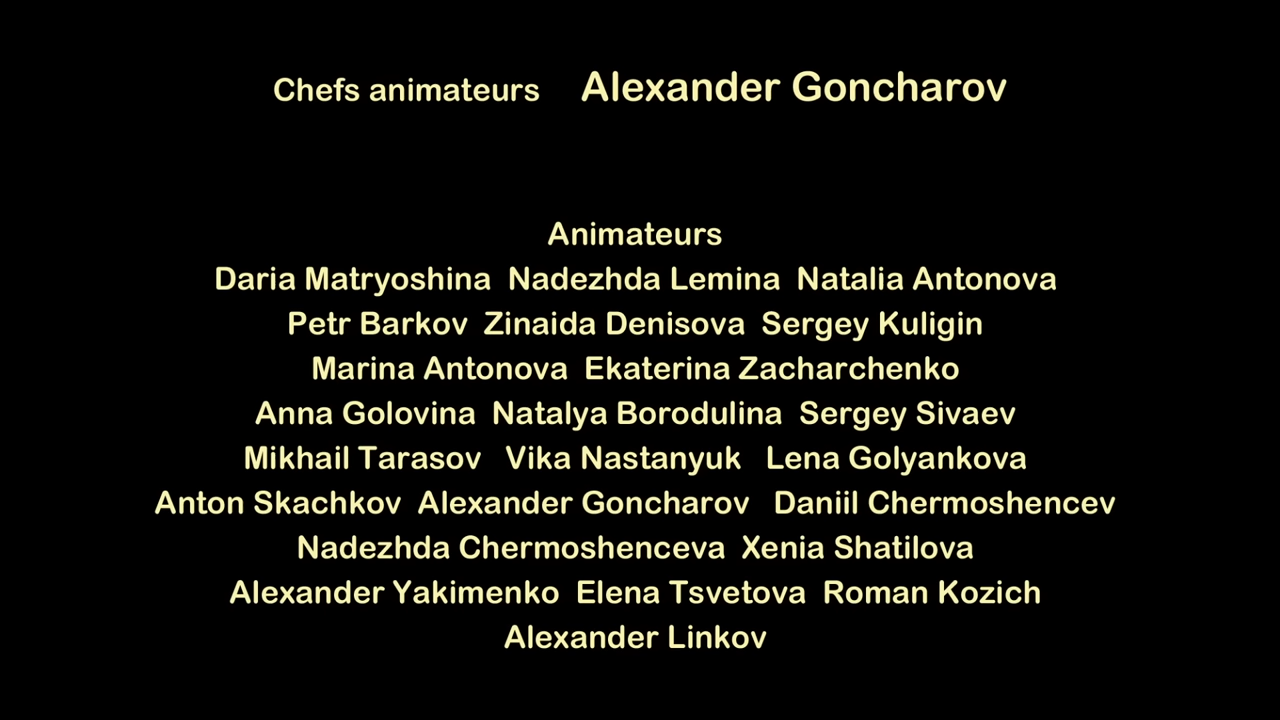 Chefs animateurs Alexander Goncharov
Animateurs
Daria Matryoshina Nadezhda Lemina Natalia Antonova
Petr Barkov Zinaida Denisova Sergey Kuligin
Marina Antonova Ekaterina Zacharchenko
Anna Golovina Natalya Borodulina Sergey Sivaev
Mikhail Tarasov Vika Nastanyuk Lena Golyankova
Anton Skachkov Alexander Goncharov Daniil Chermoshencev
Nadezhda Chermoshenceva Xenia Shatilova
Alexander Yakimenko Elena Tsvetova Roman Kozich
Alexander Linkov